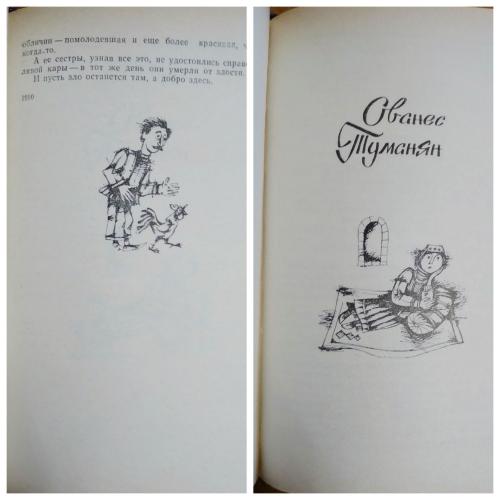 обличии — помолодевшая и еще более красивая, ч
когда-то.
А ее сестры, узнав все это, не удостоились справе
ливой кары — в тот же день они умерли от злости.
И пусть зло останется там, а добро здесь.
1910
Ованес
Туманян